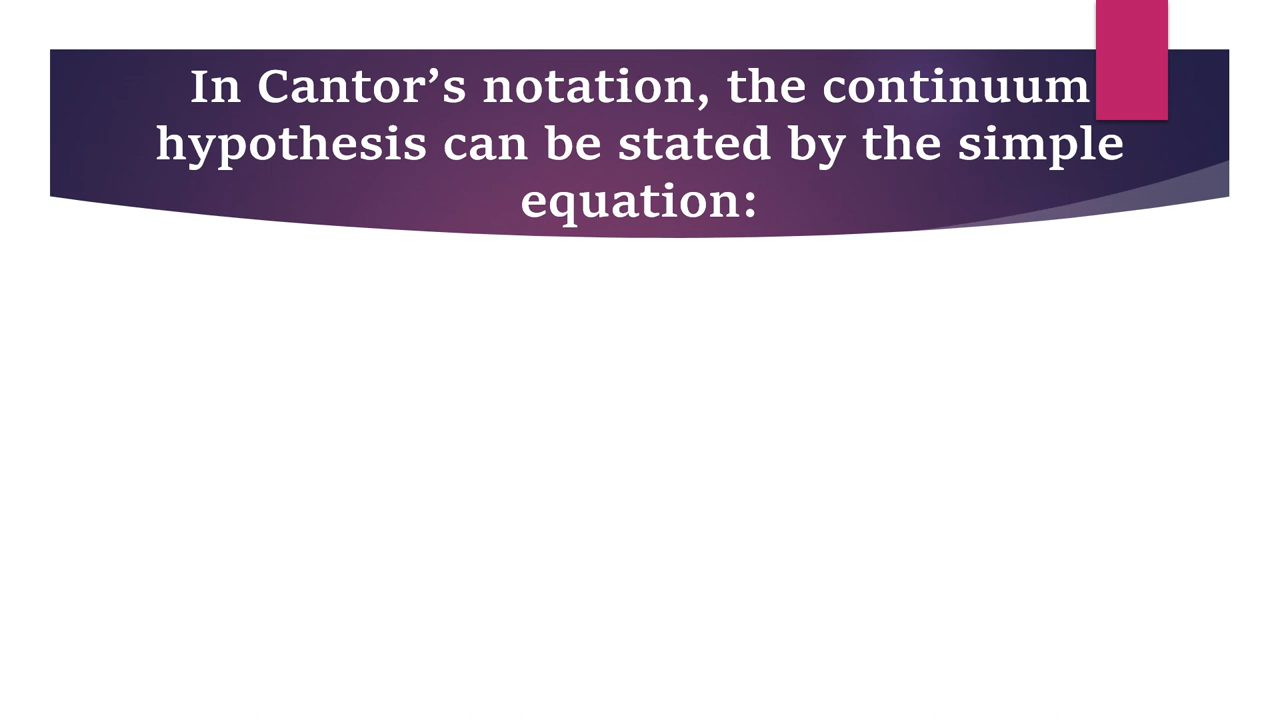 In Cantor’s notation, the continuum
hypothesis can be stated by the simple
equation: